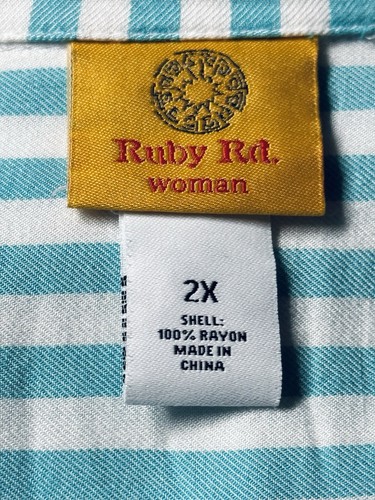 Ruby Rd.
woman
2X
SHELL:
100% RAYON
MADE IN
CHINA